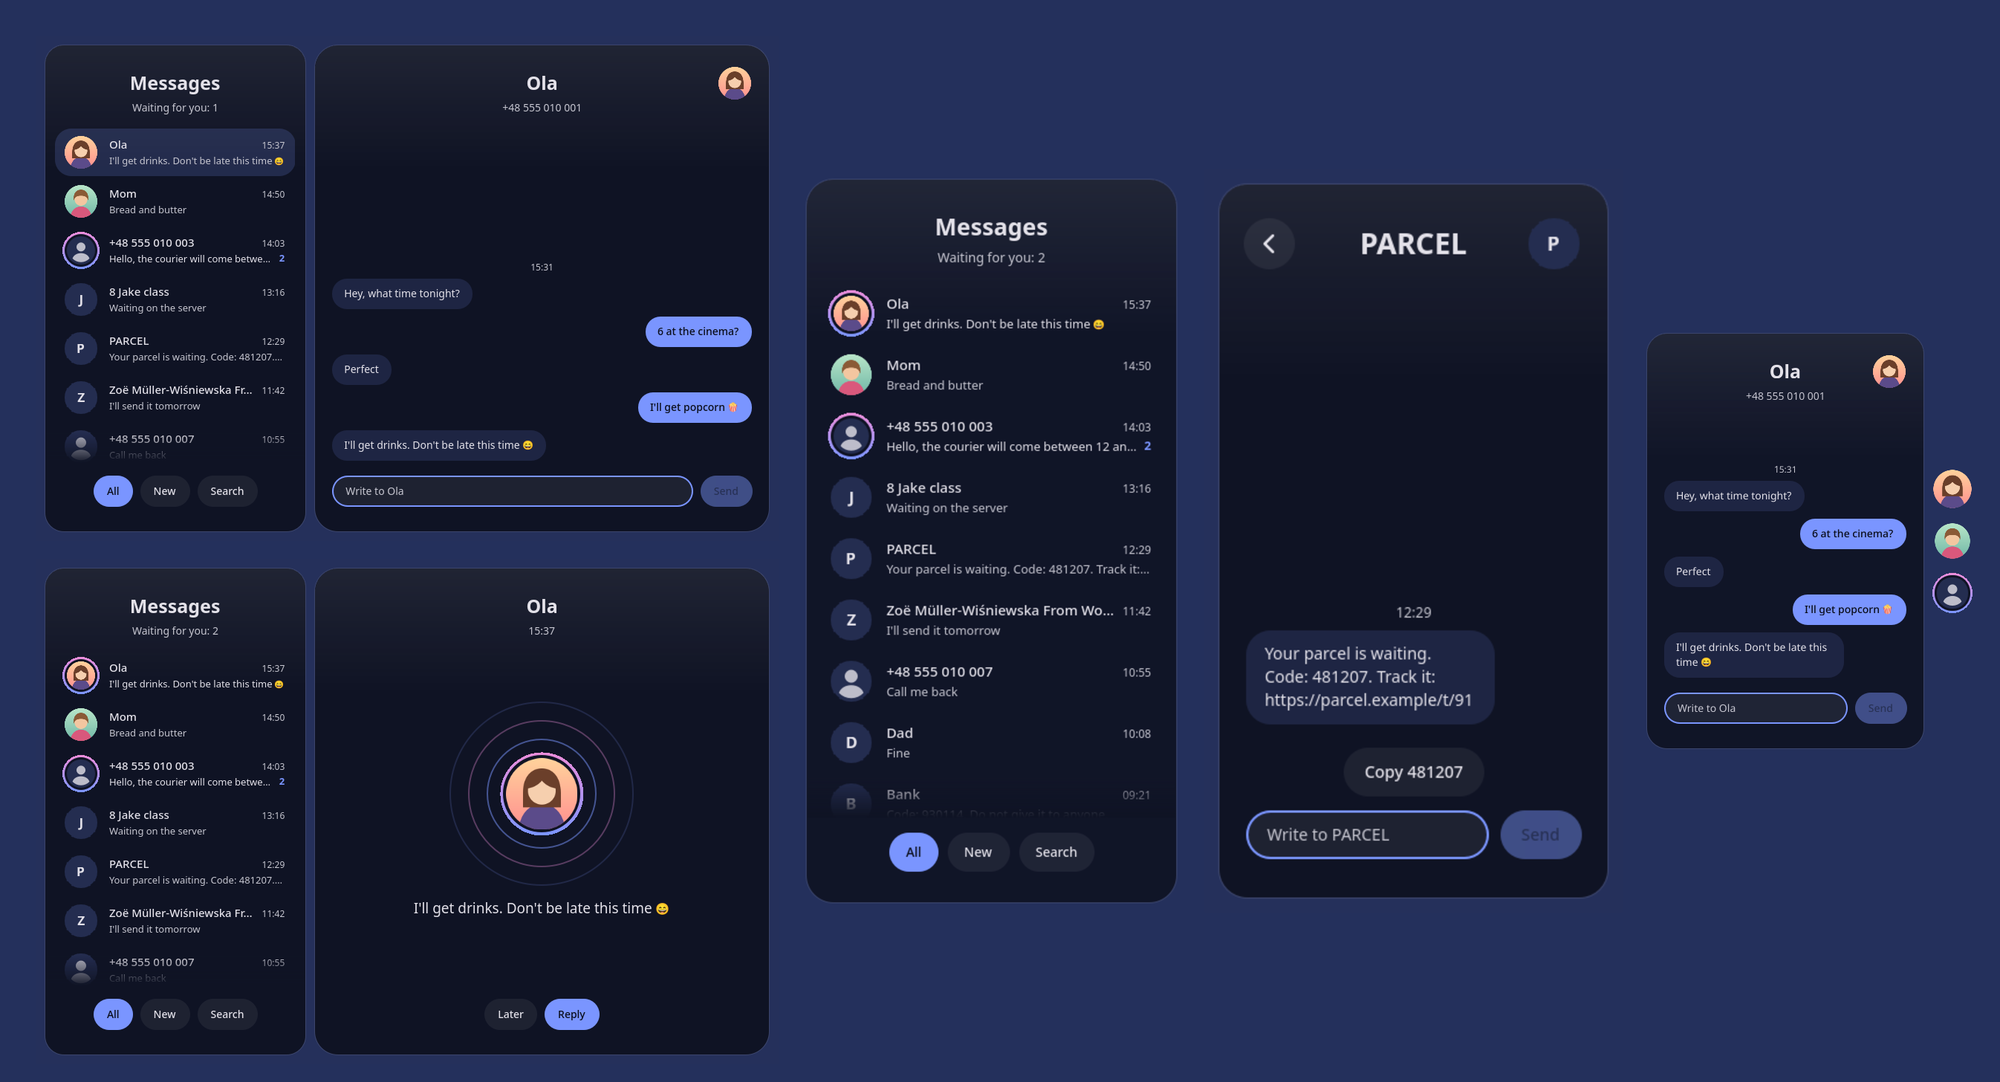 Messages
Waiting for you: 1
Ola 15:37
I'll get drinks. Don't be late this time 😄
Mom 14:50
Bread and butter
+48 555 010 003 14:03
Hello, the courier will come betwe... 2
8 Jake class 13:16
J
Waiting on the server
PARCEL 12:29
P
Your parcel is waiting. Code: 481207....
Zoë Müller-Wiśniewska Fr... 11:42
Z
I'll send it tomorrow
+48 555 010 007 10:55
Call me back
All New Search
Ola
+48 555 010 001
15:31
Hey, what time tonight?
6 at the cinema?
Perfect
I'll get popcorn 🍿
I'll get drinks. Don't be late this time 😄
Write to Ola Send
Messages
Waiting for you: 2
Ola 15:37
I'll get drinks. Don't be late this time 😄
Mom 14:50
Bread and butter
+48 555 010 003 14:03
Hello, the courier will come betwe... 2
8 Jake class 13:16
J
Waiting on the server
PARCEL 12:29
P
Your parcel is waiting. Code: 481207....
Zoë Müller-Wiśniewska Fr... 11:42
Z
I'll send it tomorrow
+48 555 010 007 10:55
Call me back
All New Search
Ola
15:37
I'll get drinks. Don't be late this time 😄
Later Reply
Messages
Waiting for you: 2
Ola 15:37
I'll get drinks. Don't be late this time 😄
Mom 14:50
Bread and butter
+48 555 010 003 14:03
Hello, the courier will come between 12 an... 2
8 Jake class 13:16
J
Waiting on the server
PARCEL 12:29
P
Your parcel is waiting. Code: 481207. Track it:...
Zoë Müller-Wiśniewska From Wo... 11:42
Z
I'll send it tomorrow
+48 555 010 007 10:55
Call me back
Dad 10:08
D
Fine
Bank 09:21
B
Code: 930114. Do not give it to anyone
All New Search
PARCEL P
12:29
Your parcel is waiting.
Code: 481207. Track it:
https://parcel.example/t/91
Copy 481207
Write to PARCEL Send
Ola
+48 555 010 001
15:31
Hey, what time tonight?
6 at the cinema?
Perfect
I'll get popcorn 🍿
I'll get drinks. Don't be late this
time 😄
Write to Ola Send